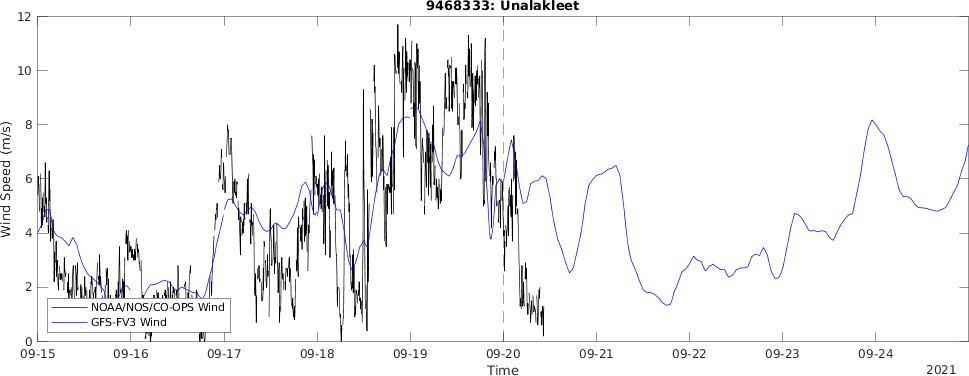 9468333: Unalakleet
12
10
8
6
4
2
0
Wind Speed (m/s)
NOAA/NOS/CO-OPS Wind
GFS-FV3 Wind
09-15 09-16 09-17 09-18 09-19 09-20 09-21 09-22 09-23 09-24
Time
2021